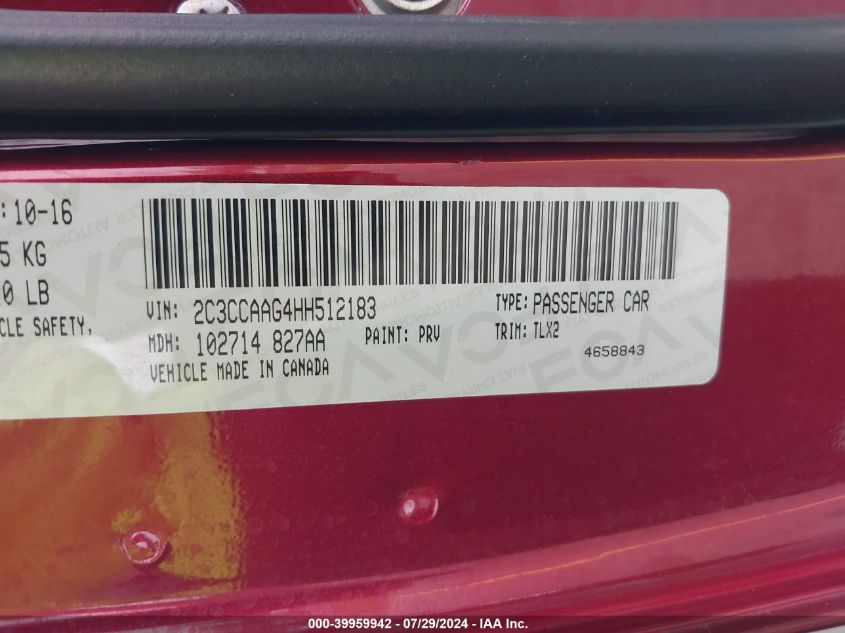 : 10-16
5 KG
0 LB
CLE SAFETY,
VIN: 2C3CCAAG4HH512183
TYPE: PASSENGER CAR
MDH: 102714 827AA
PAINT: PRV
TRIM: TLX2
VEHICLE MADE IN CANADA
4658843
000-39959942 / 07/29/2024 - IAA Inc.